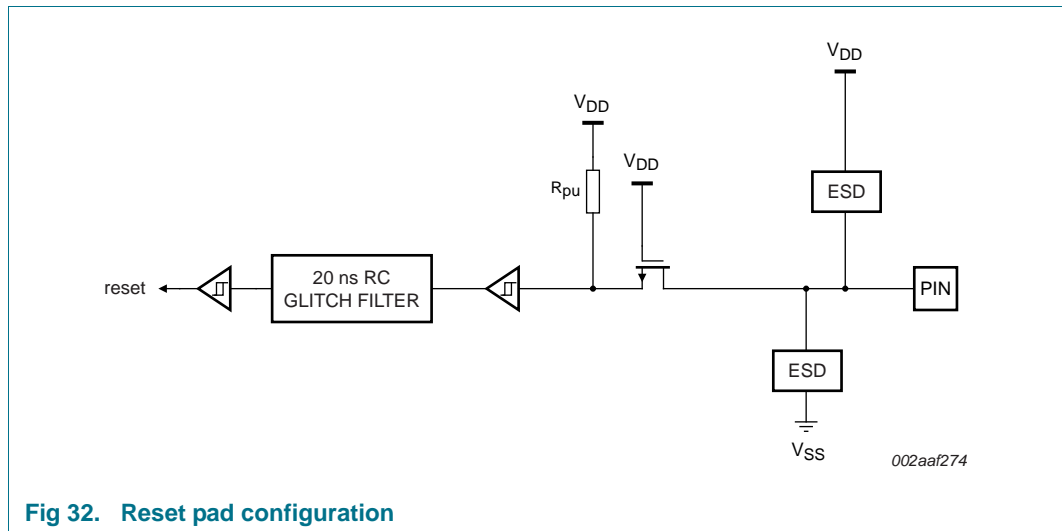 VDD
VDD
VDD
Rpu
ESD
reset
20 ns RC
GLITCH FILTER
PIN
ESD
VSS
002aaf274
Fig 32. Reset pad configuration